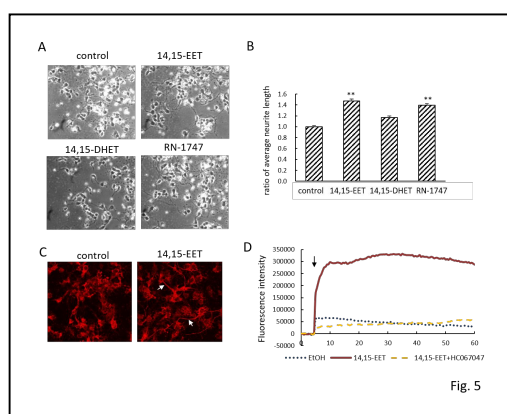 A
control
14,15-EET
14,15-DHET
RN-1747
B
ratio of average neurite length
1.6
1.4
1.2
1.0
0.8
0.6
0.4
0.2
0.0
**
**
control
14,15-EET
14,15-DHET
RN-1747
C
control
14,15-EET
D
Fluorescence intensity
350000
300000
250000
200000
150000
100000
50000
0
-50000
0
10
20
30
40
50
60
EtOH
14,15-EET
14,15-EET+HC067047
Fig. 5